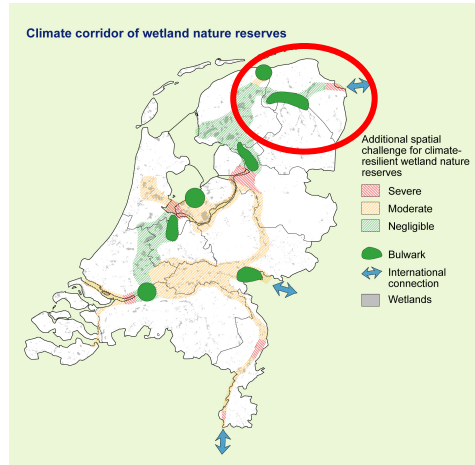 Climate corridor of wetland nature reserves
Additional spatial
challenge for climate-
resilient wetland nature
reserves
Severe
Moderate
Negligible
Bulwark
International
connection
Wetlands